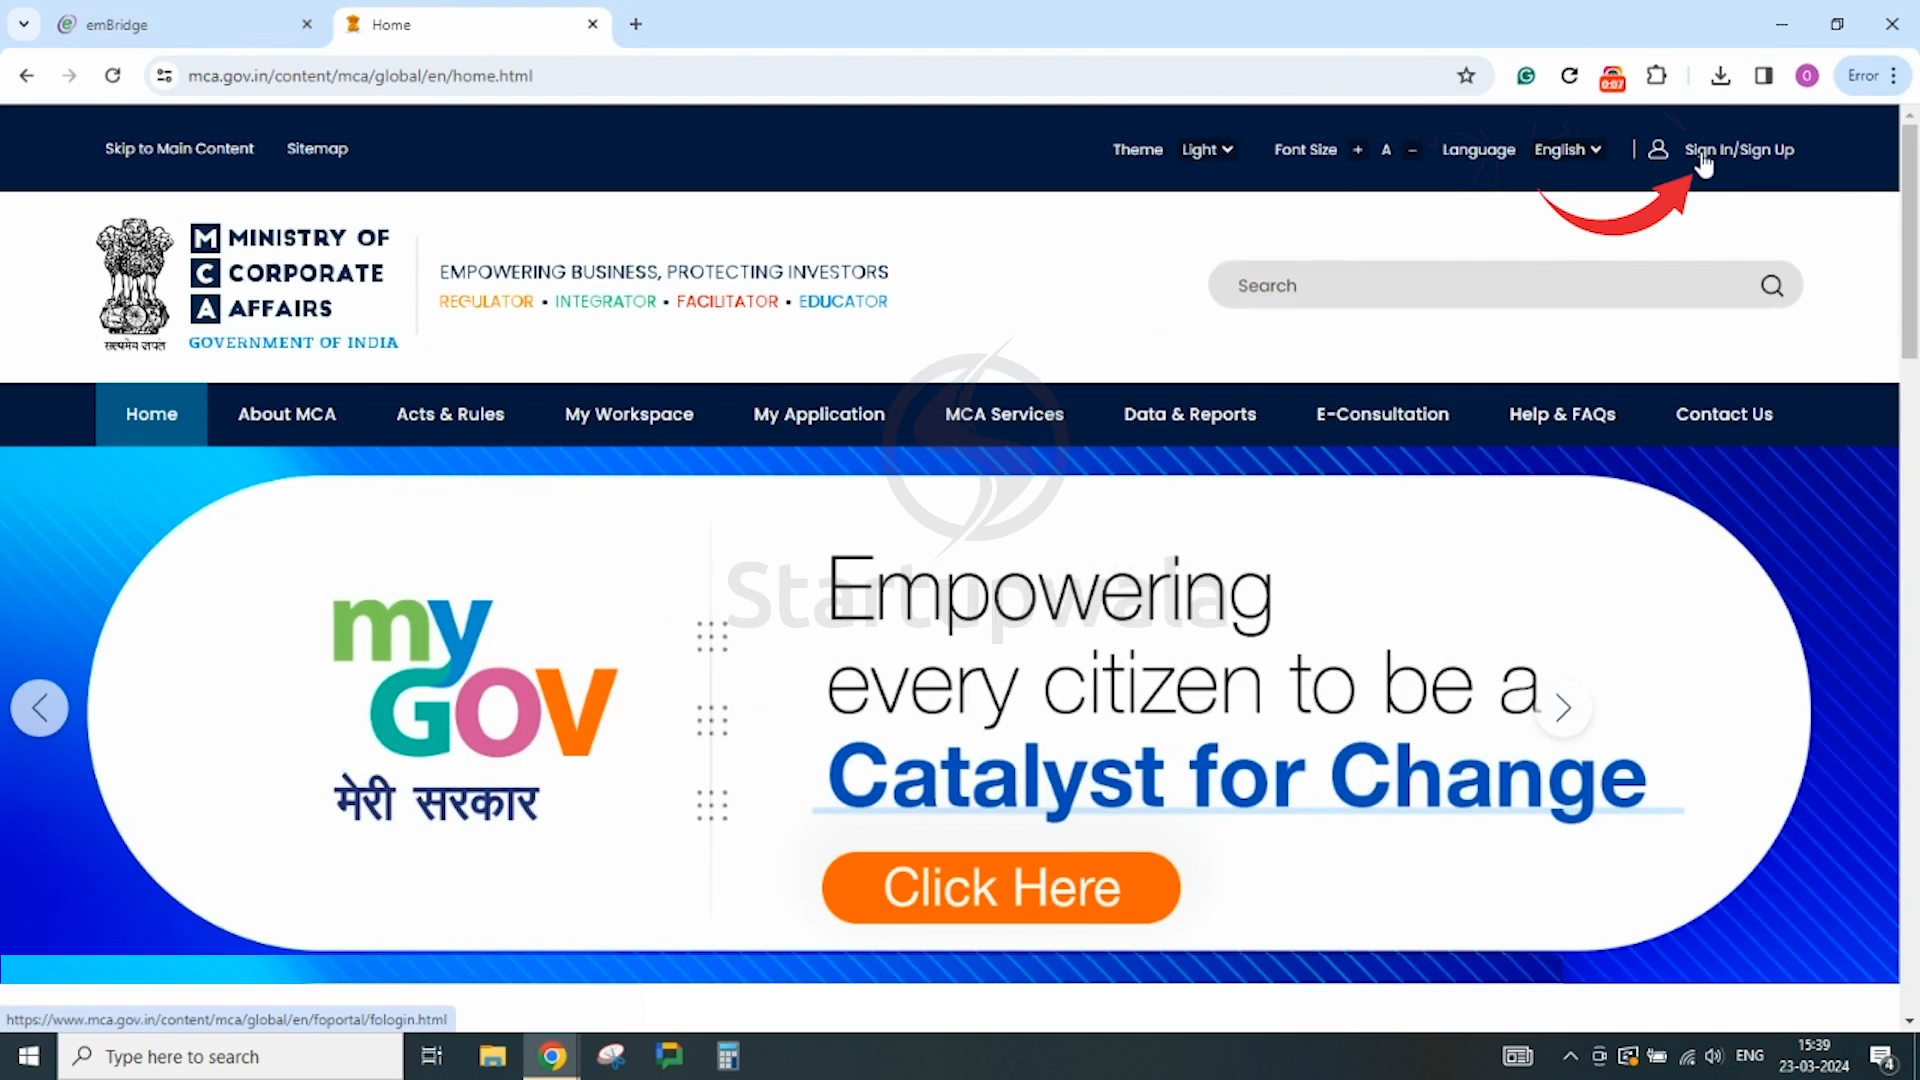 emBridge
Home
mca.gov.in/content/mca/global/en/home.html
0:07
O
Error
Skip to Main Content
Sitemap
Theme
Light
Font Size + A -
Language
English
Sign In/Sign Up
सत्यमेव जयते
MINISTRY OF
CORPORATE
AFFAIRS
GOVERNMENT OF INDIA
EMPOWERING BUSINESS, PROTECTING INVESTORS
REGULATOR • INTEGRATOR • FACILITATOR • EDUCATOR
Search
Home
About MCA
Acts & Rules
My Workspace
My Application
MCA Services
Data & Reports
E-Consultation
Help & FAQs
Contact Us
my
GOV
मेरी सरकार
Startupwala
Empowering
every citizen to be a
Catalyst for Change
Click Here
https://www.mca.gov.in/content/mca/global/en/foportal/fologin.html
Type here to search
ENG
15:39
23-03-2024
4